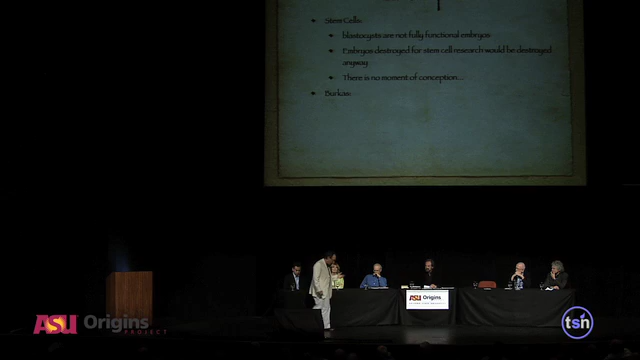 Stem Cells:
blastocysts are not fully functional embryos
Embryos destroyed for stem cell research would be destroyed
anyway
There is no moment of conception...
Burkas:
ASU Origins
ASU Origins
PROJECT
tsn